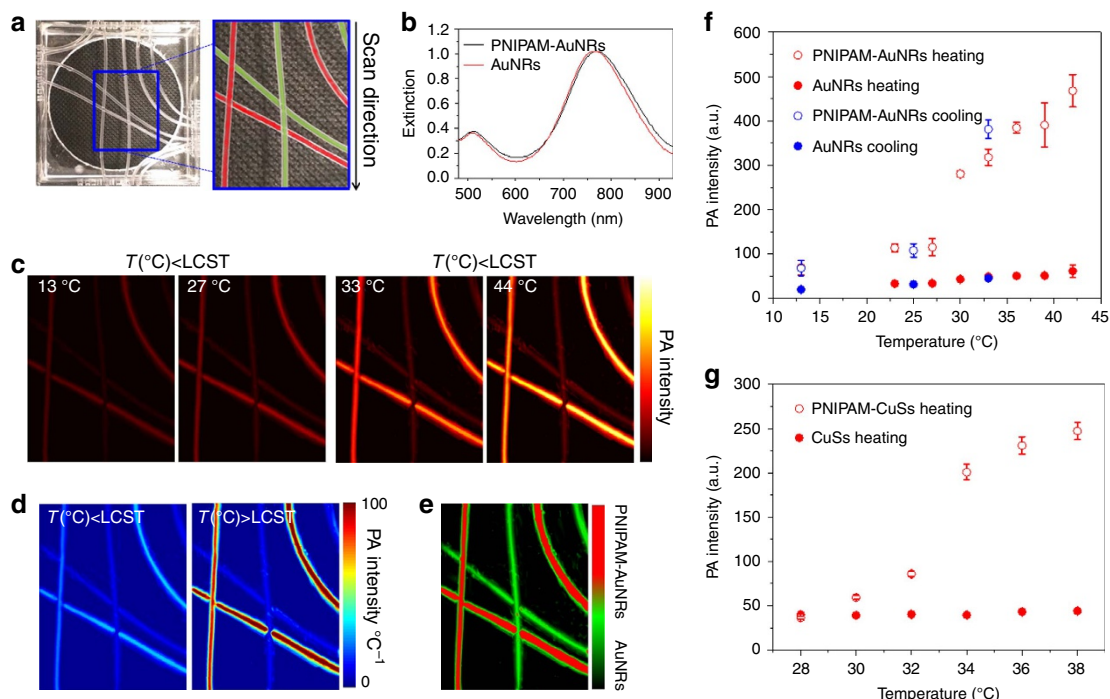 a
Scan direction
b
PNIPAM-AuNRs
AuNRs
Extinction
1.2
1.0
0.8
0.6
0.4
0.2
0.0
500 600 700 800 900
Wavelength (nm)
c
T(°C)<LCST
T(°C)<LCST
13 °C
27 °C
33 °C
44 °C
PA intensity
d
T(°C)<LCST
T(°C)>LCST
100
PA intensity °C⁻¹
0
e
PNIPAM-AuNRs
AuNRs
f
PNIPAM-AuNRs heating
AuNRs heating
PNIPAM-AuNRs cooling
AuNRs cooling
PA intensity (a.u.)
600
500
400
300
200
100
50
0
10 15 20 25 30 35 40 45
Temperature (°C)
g
PNIPAM-CuSs heating
CuSs heating
PA intensity (a.u.)
300
250
200
150
100
50
0
28 30 32 34 36 38
Temperature (°C)